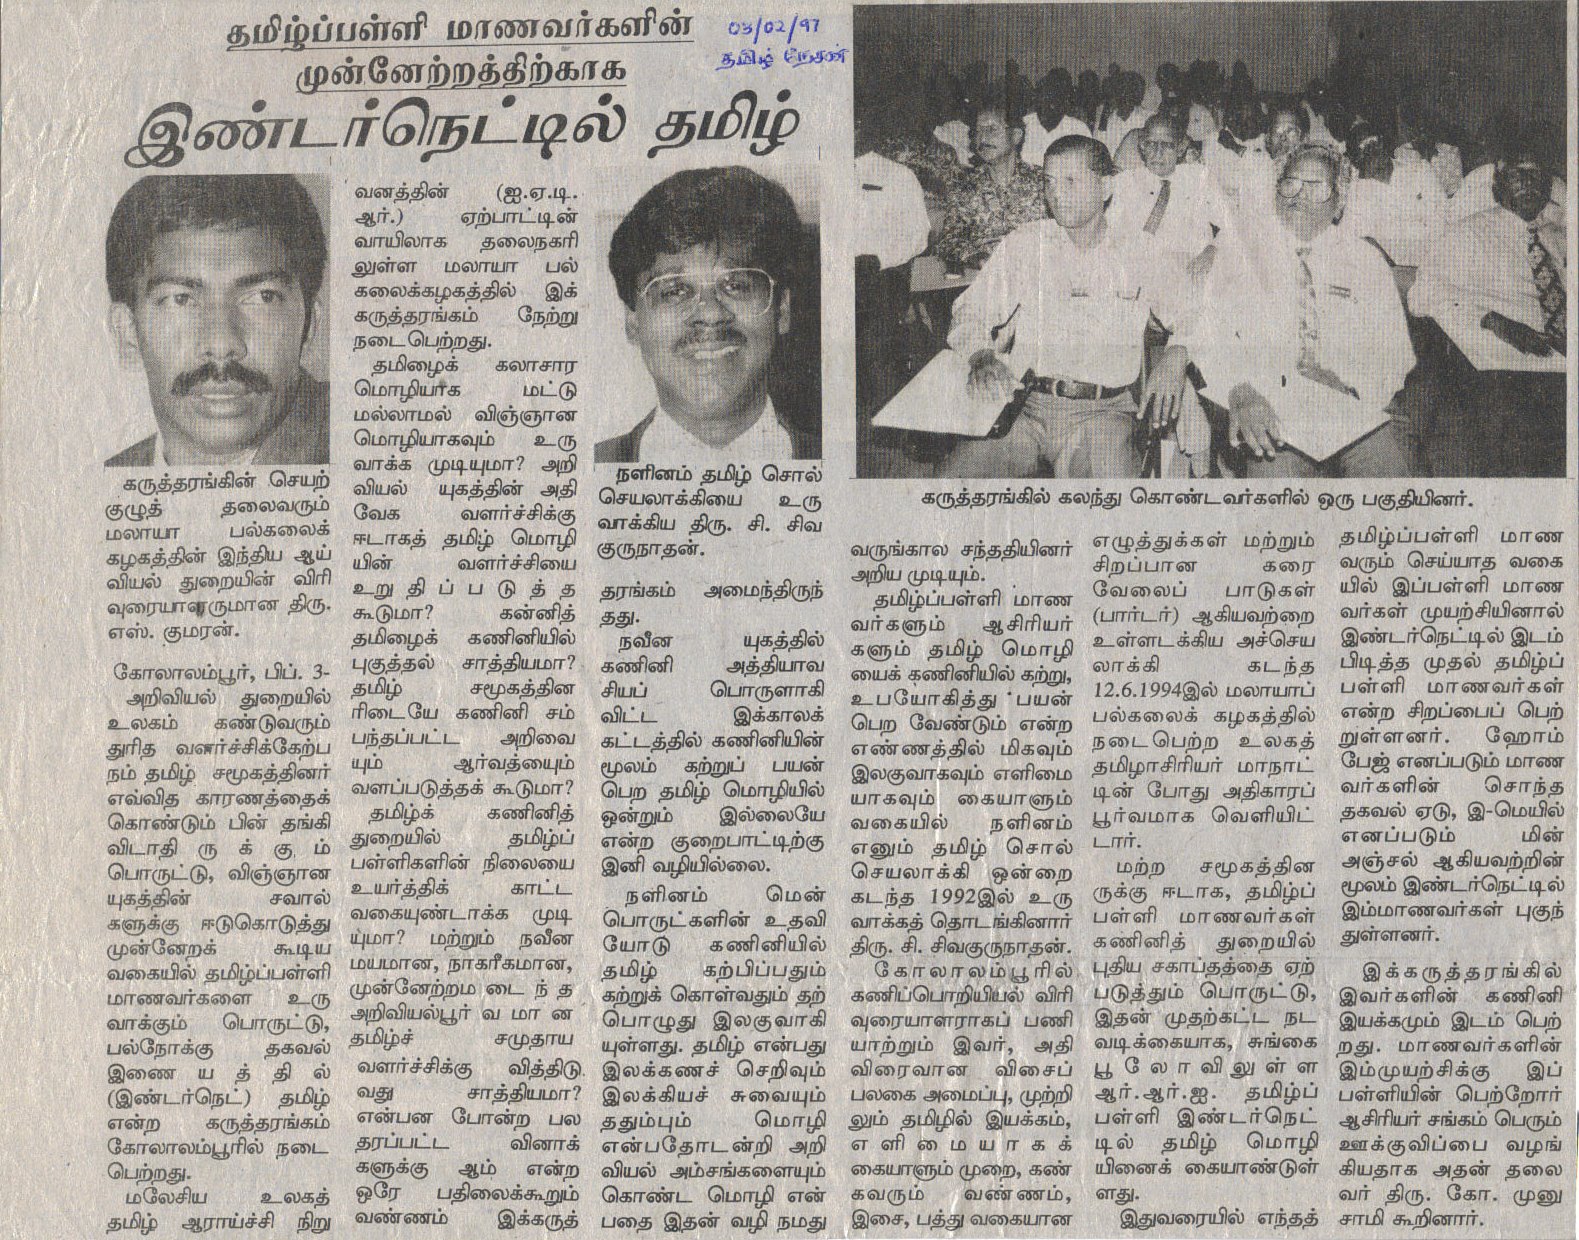 தமிழ்ப்பள்ளி மாணவர்களின்
முன்னேற்றத்திற்காக
இண்டர்நெட்டில் தமிழ்
03/02/97
தமிழ் நேசன்
கருத்தரங்கின் செயற்
குழுத் தலைவரும்
மலாயா பல்கலைக்
கழகத்தின் இந்திய ஆய்
வியல் துறையின் விரி
வுரையாளருமான திரு.
எஸ். குமரன்.
கோலாலம்பூர், பிப். 3-
அறிவியல் துறையில்
உலகம் கண்டுவரும்
துரித வளர்ச்சிக்கேற்ப
நம் தமிழ் சமூகத்தினர்
எவ்வித காரணத்தைக்
கொண்டும் பின் தங்கி
விடாதி ரு க் கு ம்
பொருட்டு, விஞ்ஞான
யுகத்தின் சவால்
களுக்கு ஈடுகொடுத்து
முன்னேறக் கூடிய
வகையில் தமிழ்ப்பள்ளி
மாணவர்களை உரு
வாக்கும் பொருட்டு,
பல்நோக்கு தகவல்
இணை ய த் தி ல்
(இண்டர்நெட்) தமிழ்
என்ற கருத்தரங்கம்
கோலாலம்பூரில் நடை
பெற்றது.
மலேசிய உலகத்
தமிழ் ஆராய்ச்சி நிறு
வனத்தின் (ஐ.ஏ.டி.
ஆர்.) ஏற்பாட்டின்
வாயிலாக தலைநகரி
லுள்ள மலாயா பல்
கலைக்கழகத்தில் இக்
கருத்தரங்கம் நேற்று
நடைபெற்றது.
தமிழைக் கலாசார
மொழியாக மட்டு
மல்லாமல் விஞ்ஞான
மொழியாகவும் உரு
வாக்க முடியுமா? அறி
வியல் யுகத்தின் அதி
வேக வளர்ச்சிக்கு
ஈடாகத் தமிழ் மொழி
யின் வளர்ச்சியை
உறு தி ப் ப டு த் த
கூடுமா? கன்னித்
தமிழைக் கணினியில்
புகுத்தல் சாத்தியமா?
தமிழ் சமூகத்தின
ரிடையே கணினி சம்
பந்தப்பட்ட அறிவை
யும் ஆர்வத்யையும்
வளப்படுத்தக் கூடுமா?
தமிழ்க் கணினித்
துறையில் தமிழ்ப்
பள்ளிகளின் நிலையை
உயர்த்திக் காட்ட
வகையுண்டாக்க முடி
யுமா? மற்றும் நவீன
மயமான, நாகரீகமான,
முன்னேற்றம டை ந் த
அறிவியல்பூர் வ மா ன
தமிழ்ச் சமுதாய
வளர்ச்சிக்கு வித்திடு
வது சாத்தியமா?
என்பன போன்ற பல
தரப்பட்ட வினாக்
களுக்கு ஆம் என்ற
ஒரே பதிலைக்கூறும்
வண்ணம் இக்கருத்
நளினம் தமிழ் சொல்
செயலாக்கியை உரு
வாக்கிய திரு. சி. சிவ
குருநாதன்.
தரங்கம் அமைந்திருந்
தது.
நவீன யுகத்தில்
கணினி அத்தியாவ
சியப் பொருளாகி
விட்ட இக்காலக்
கட்டத்தில் கணினியின்
மூலம் கற்றுப் பயன்
பெற தமிழ் மொழியில்
ஒன்றும் இல்லையே
என்ற குறைபாட்டிற்கு
இனி வழியில்லை.
நளினம் மென்
பொருட்களின் உதவி
யோடு கணினியில்
தமிழ் கற்பிப்பதும்
கற்றுக் கொள்வதும் தற்
பொழுது இலகுவாகி
யுள்ளது. தமிழ் என்பது
இலக்கணச் செறிவும்
இலக்கியச் சுவையும்
ததும்பும் மொழி
என்பதோடன்றி அறி
வியல் அம்சங்களையும்
கொண்ட மொழி என்
பதை இதன் வழி நமது
கருத்தரங்கில் கலந்து கொண்டவர்களில் ஒரு பகுதியினர்.
வருங்கால சந்ததியினர்
அறிய முடியும்.
தமிழ்ப்பள்ளி மாண
வர்களும் ஆசிரியர்
களும் தமிழ் மொழி
யைக் கணினியில் கற்று,
உபயோகித்து பயன்
பெற வேண்டும் என்ற
எண்ணத்தில் மிகவும்
இலகுவாகவும் எளிமை
யாகவும் கையாளும்
வகையில் நளினம்
எனும் தமிழ் சொல்
செயலாக்கி ஒன்றை
கடந்த 1992இல் உரு
வாக்கத் தொடங்கினார்
திரு. சி. சிவகுருநாதன்.
கோலாலம்பூரில்
கணிப்பொறியியல் விரி
வுரையாளராகப் பணி
யாற்றும் இவர், அதி
விரைவான விசைப்
பலகை அமைப்பு, முற்றி
லும் தமிழில் இயக்கம்,
எ ளி மை யா க க்
கையாளும் முறை, கண்
கவரும் வண்ணம்,
இசை, பத்து வகையான
எழுத்துக்கள் மற்றும்
சிறப்பான கரை
வேலைப் பாடுகள்
(பார்டர்) ஆகியவற்றை
உள்ளடக்கிய அச்செய
லாக்கி கடந்த
12.6.1994இல் மலாயாப்
பல்கலைக் கழகத்தில்
நடைபெற்ற உலகத்
தமிழாசிரியர் மாநாட்
டின் போது அதிகாரப்
பூர்வமாக வெளியிட்
டார்.
மற்ற சமூகத்தின
ருக்கு ஈடாக, தமிழ்ப்
பள்ளி மாணவர்கள்
கணினித் துறையில்
புதிய சகாப்தத்தை ஏற்
படுத்தும் பொருட்டு,
இதன் முதற்கட்ட நட
வடிக்கையாக, சுங்கை
பூ லோ விலுள்ள
ஆர்.ஆர்.ஐ. தமிழ்ப்
பள்ளி இண்டர்நெட்
டில் தமிழ் மொழி
யினைக் கையாண்டுள்
ளது.
இதுவரையில் எந்தத்
தமிழ்ப்பள்ளி மாண
வரும் செய்யாத வகை
யில் இப்பள்ளி மாண
வர்கள் முயற்சியினால்
இண்டர்நெட்டில் இடம்
பிடித்த முதல் தமிழ்ப்
பள்ளி மாணவர்கள்
என்ற சிறப்பைப் பெற்
றுள்ளனர். ஹோம்
பேஜ் எனப்படும் மாண
வர்களின் சொந்த
தகவல் ஏடு, இ-மெயில்
எனப்படும் மின்
அஞ்சல் ஆகியவற்றின்
மூலம் இண்டர்நெட்டில்
இம்மாணவர்கள் புகுந்
துள்ளனர்.
இக்கருத்தரங்கில்
இவர்களின் கணினி
இயக்கமும் இடம் பெற்
றது. மாணவர்களின்
இம்முயற்சிக்கு இப்
பள்ளியின் பெற்றோர்
ஆசிரியர் சங்கம் பெரும்
ஊக்குவிப்பை வழங்
கியதாக அதன் தலை
வர் திரு. கோ. முனு
சாமி கூறினார்.